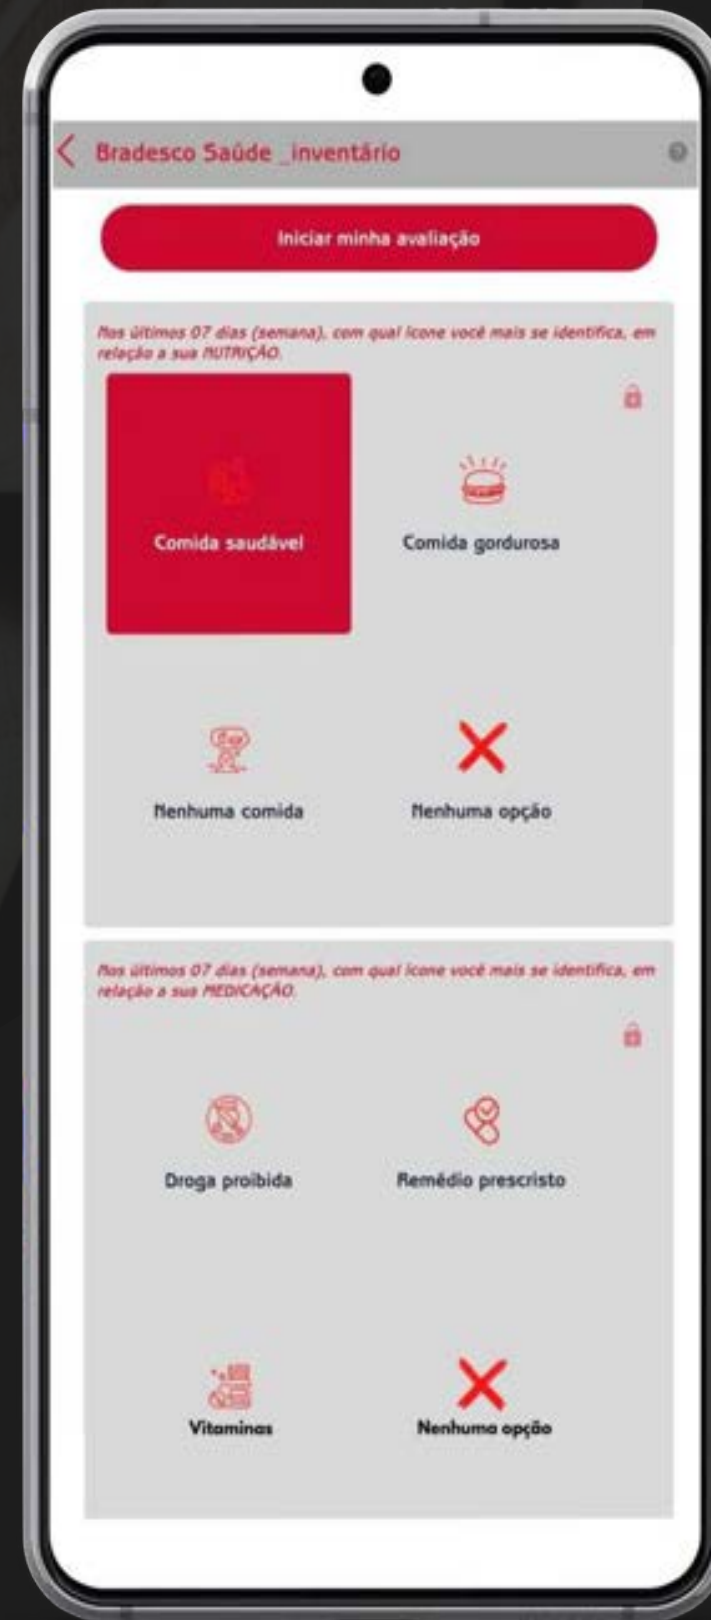 Bradesco Saúde _inventário
Iniciar minha avaliação
Nos últimos 07 dias (semana), com qual ícone você mais se identifica, em
relação a sua NUTRIÇÃO.
Comida saudável
Comida gordurosa
Nenhuma comida
Nenhuma opção
Nos últimos 07 dias (semana), com qual ícone você mais se identifica, em
relação a sua MEDICAÇÃO.
Droga proibida
Remédio prescristo
Vitaminas
Nenhuma opção